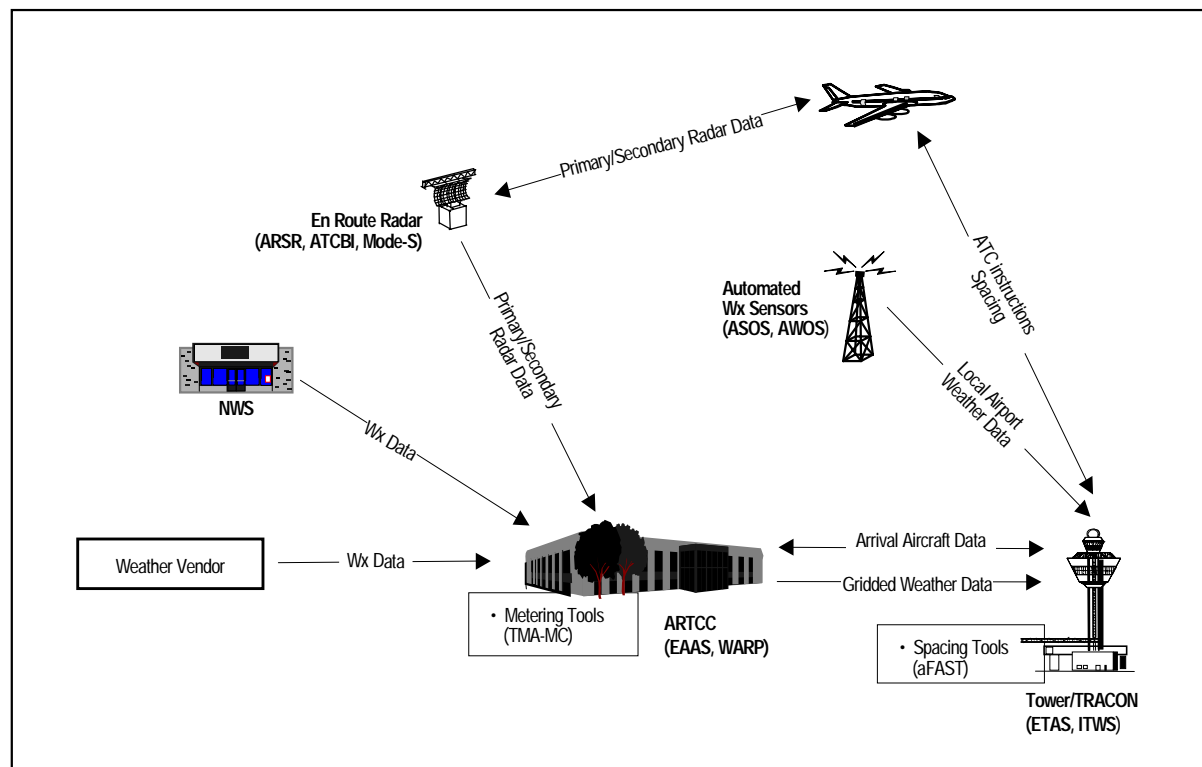 Primary/Secondary Radar Data
En Route Radar
(ARSR, ATCBI, Mode-S)
ATC instructions
Spacing
Automated
Wx Sensors
(ASOS, AWOS)
Primary/Secondary
Radar Data
NWS
Local Airport
Weather Data
Wx Data
Weather Vendor
Wx Data
Arrival Aircraft Data
Gridded Weather Data
• Metering Tools
(TMA-MC)
ARTCC
(EAAS, WARP)
• Spacing Tools
(aFAST)
Tower/TRACON
(ETAS, ITWS)